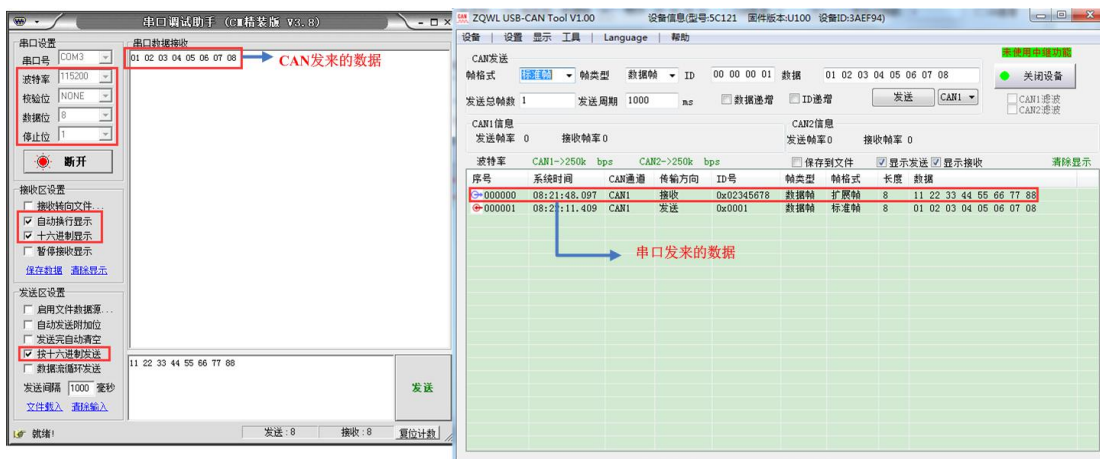 串口调试助手 (CM精装版 V3.8)
串口设置
串口号 COM3
波特率 115200
校验位 NONE
数据位 8
停止位 1
断开
接收区设置
接收转向文件...
自动换行显示
十六进制显示
暂停接收显示
保存数据 清除显示
发送区设置
启用文件数据源...
自动发送附加位
发送完自动清空
按十六进制发送
数据流循环发送
发送间隔 1000 毫秒
文件载入 清除输入
就绪!
串口数据接收
01 02 03 04 05 06 07 08
CAN发来的数据
11 22 33 44 55 66 77 88
发送
发送:8 接收:8 复位计数
ZQWL USB-CAN Tool V1.00 设备信息(型号:5C121 固件版本:U100 设备ID:3AEF94)
设备 | 设置 显示 工具 | Language | 帮助
未使用中继功能
CAN发送
帧格式 标准帧 帧类型 数据帧 ID 00 00 00 01 数据 01 02 03 04 05 06 07 08 关闭设备
发送总帧数 1 发送周期 1000 ms 数据递增 ID递增 发送 CAN1 CAN1滤波
CAN2滤波
CAN1信息 CAN2信息
发送帧率 0 接收帧率 0 发送帧率 0 接收帧率 0
波特率 CAN1->250k bps CAN2->250k bps 保存到文件 显示发送 显示接收 清除显示
序号 系统时间 CAN通道 传输方向 ID号 帧类型 帧格式 长度 数据
000000 08:21:48.097 CAN1 接收 0x02345678 数据帧 扩展帧 8 11 22 33 44 55 66 77 88
000001 08:22:11.409 CAN1 发送 0x0001 数据帧 标准帧 8 01 02 03 04 05 06 07 08
串口发来的数据